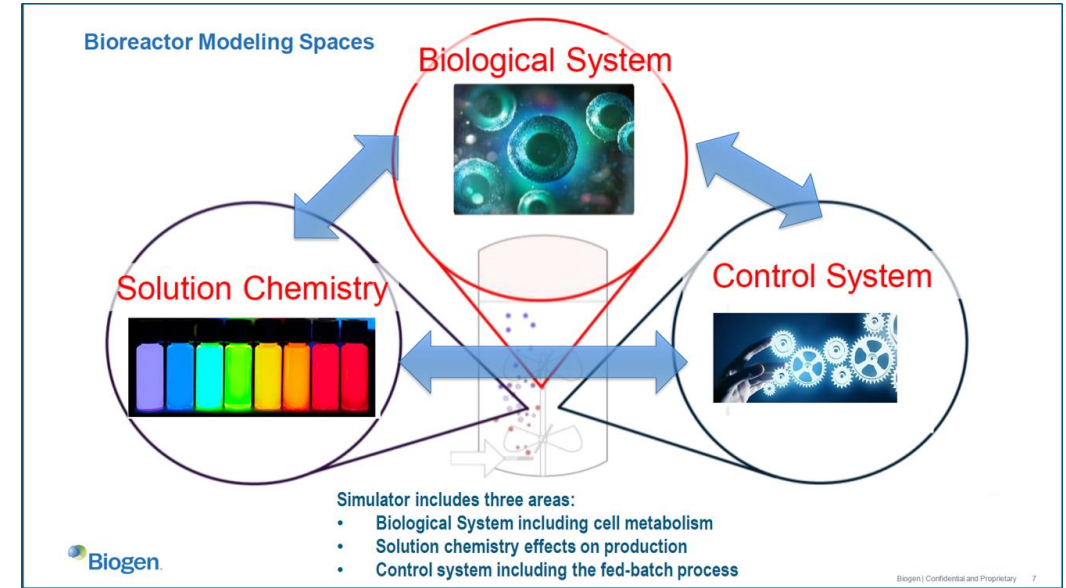 Bioreactor Modeling Spaces
Biological System
Solution Chemistry
Control System
Simulator includes three areas:
• Biological System including cell metabolism
• Solution chemistry effects on production
• Control system including the fed-batch process
Biogen.
Biogen | Confidential and Proprietary 7